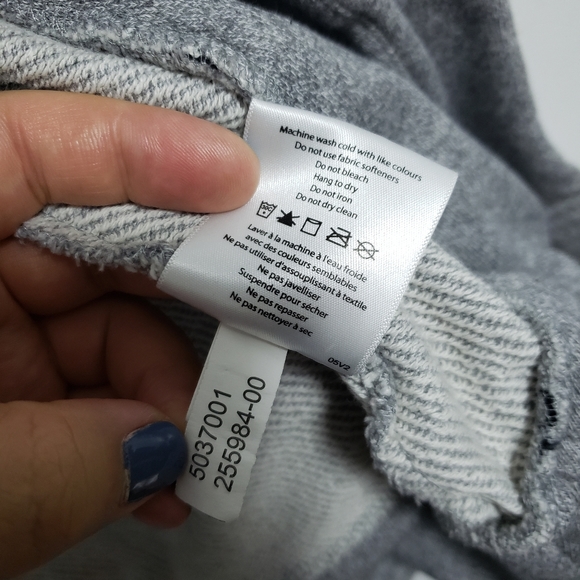 Machine wash cold with like colours
Do not use fabric softeners
Do not bleach
Hang to dry
Do not iron
Do not dry clean
Laver à la machine à l'eau froide
avec des couleurs semblables
Ne pas utiliser d'assouplissant à textile
Ne pas javelliser
Suspendre pour sécher
Ne pas repasser
Ne pas nettoyer à sec
05V2
5037001
255984-00